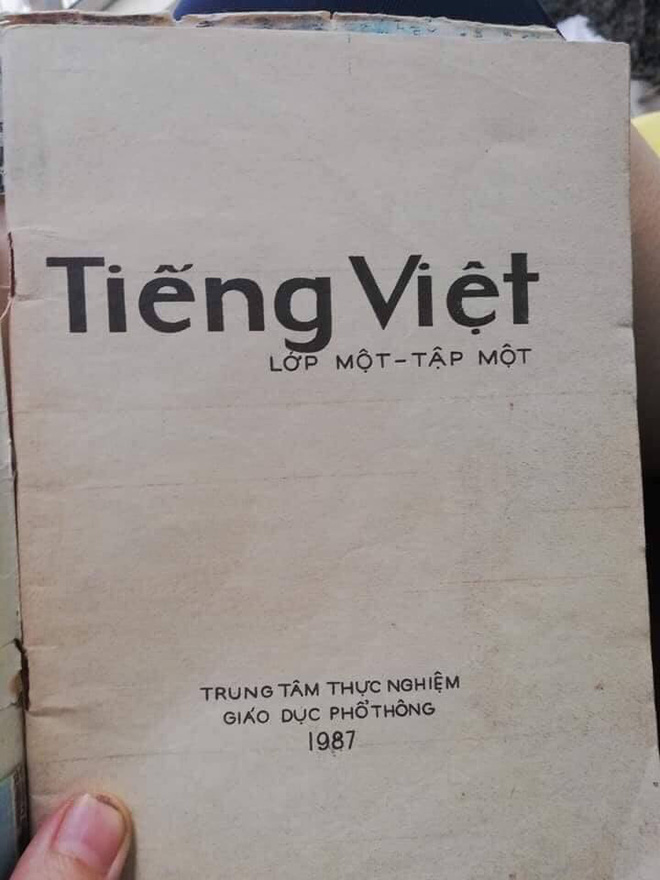 Tiếng Việt
LỚP MỘT-TẬP MỘT
TRUNG TÂM THỰC NGHIỆM
GIÁO DỤC PHỔ THÔNG
1987